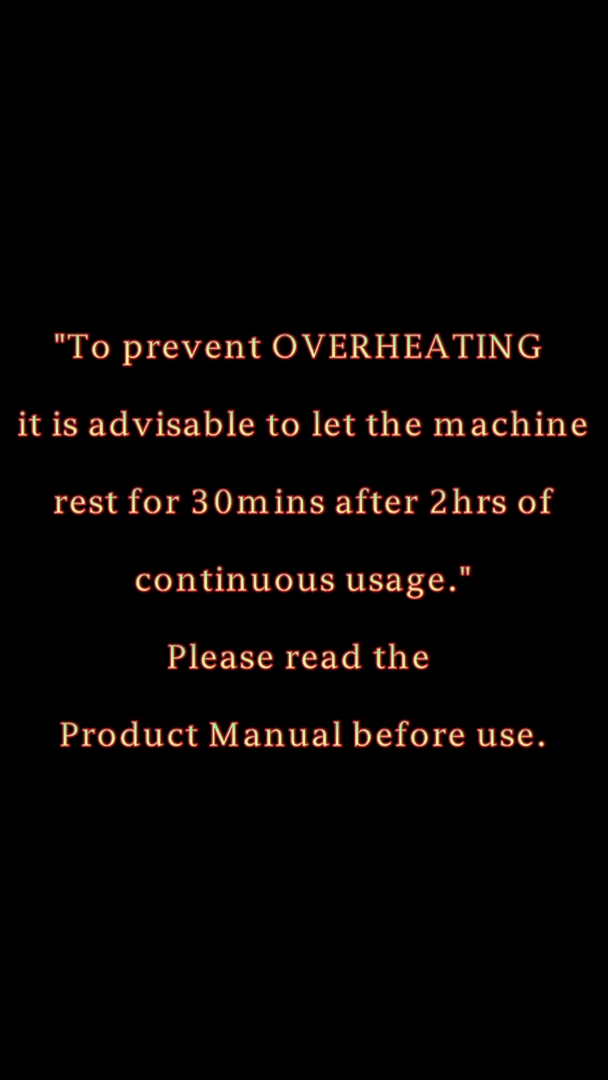 "To prevent OVERHEATING
it is advisable to let the machine
rest for 30mins after 2hrs of
continuous usage."
Please read the
Product Manual before use.